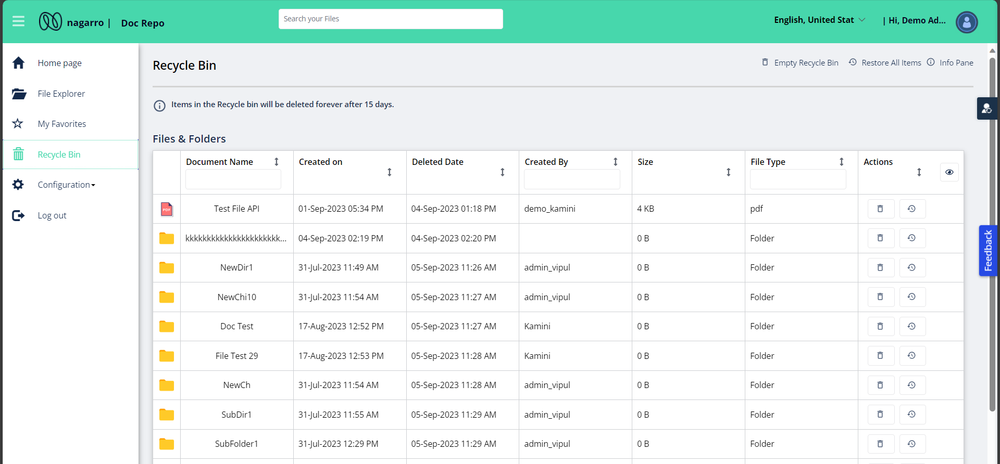 nagarro | Doc Repo
Search your Files
English, United Stat
| Hi, Demo Ad...
Home page
File Explorer
My Favorites
Recycle Bin
Configuration
Log out
Recycle Bin
Empty Recycle Bin Restore All Items Info Pane
Items in the Recycle bin will be deleted forever after 15 days.
Files & Folders
Document Name Created on Deleted Date Created By Size File Type Actions
PDF Test File API 01-Sep-2023 05:34 PM 04-Sep-2023 01:18 PM demo_kamini 4 KB pdf
kkkkkkkkkkkkkkkkkkkkkk... 04-Sep-2023 02:19 PM 04-Sep-2023 02:20 PM 0 B Folder
NewDir1 31-Jul-2023 11:49 AM 05-Sep-2023 11:26 AM admin_vipul 0 B Folder
NewChi10 31-Jul-2023 11:54 AM 05-Sep-2023 11:27 AM admin_vipul 0 B Folder
Doc Test 17-Aug-2023 12:52 PM 05-Sep-2023 11:27 AM Kamini 0 B Folder
File Test 29 17-Aug-2023 12:53 PM 05-Sep-2023 11:28 AM Kamini 0 B Folder
NewCh 31-Jul-2023 11:54 AM 05-Sep-2023 11:28 AM admin_vipul 0 B Folder
SubDir1 31-Jul-2023 11:55 AM 05-Sep-2023 11:29 AM admin_vipul 0 B Folder
SubFolder1 31-Jul-2023 12:29 PM 05-Sep-2023 11:29 AM admin_vipul 0 B Folder
Feedback